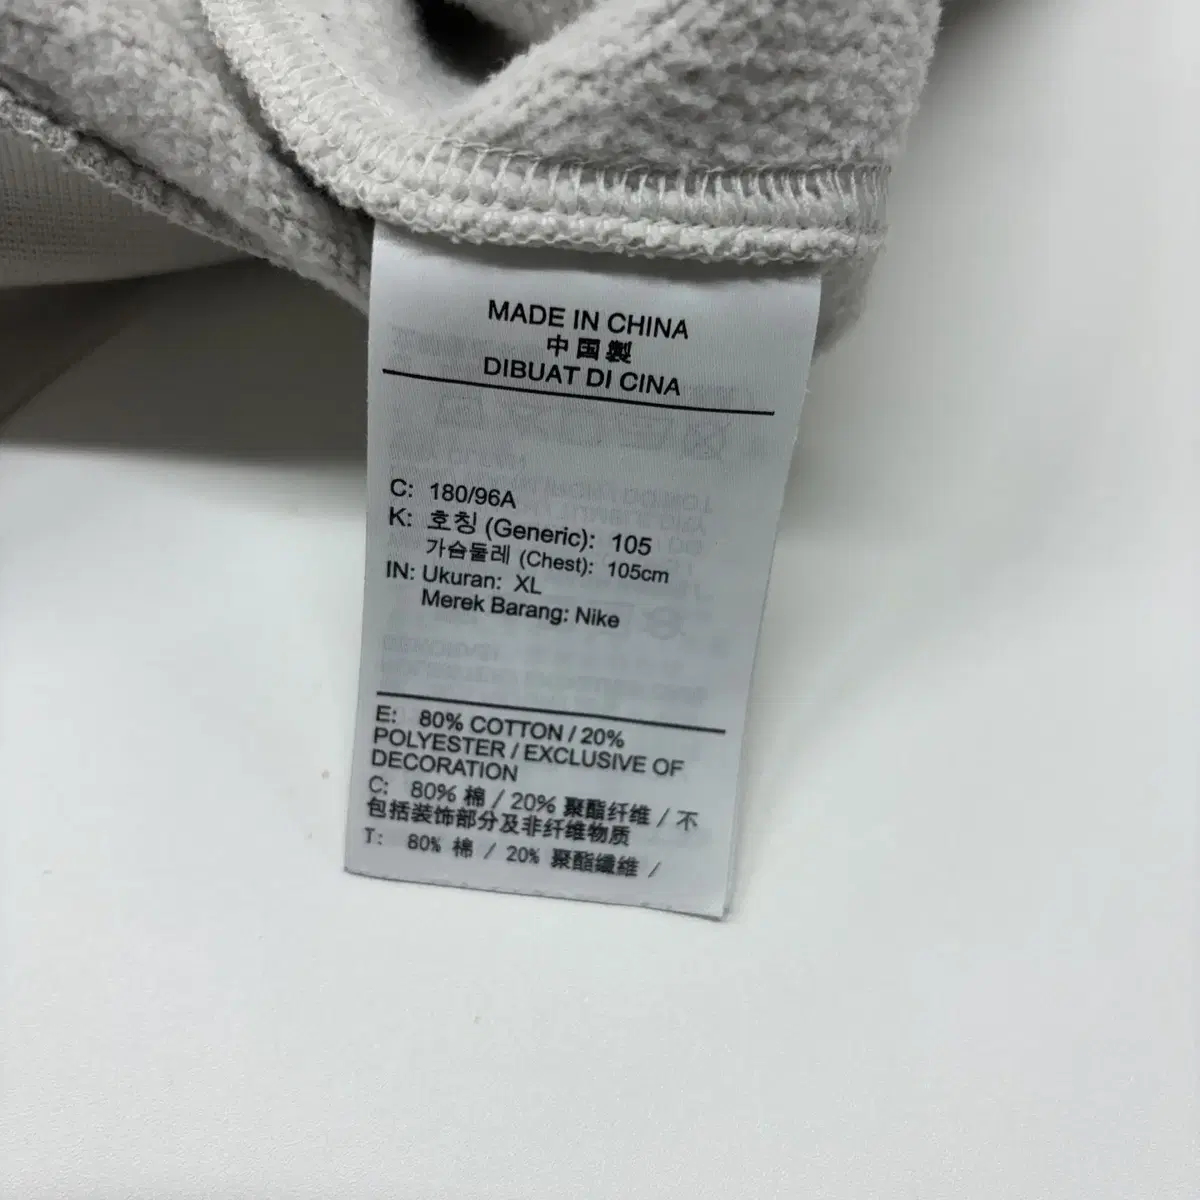 MADE IN CHINA
中国製
DIBUAT DI CINA
C: 180/96A
K: 호칭 (Generic): 105
가슴둘레 (Chest): 105cm
IN: Ukuran: XL
Merek Barang: Nike
E: 80% COTTON / 20%
POLYESTER / EXCLUSIVE OF
DECORATION
C: 80% 棉 / 20% 聚酯纤维 / 不
包括装饰部分及非纤维物质
T: 80% 棉 / 20% 聚酯纖維 /